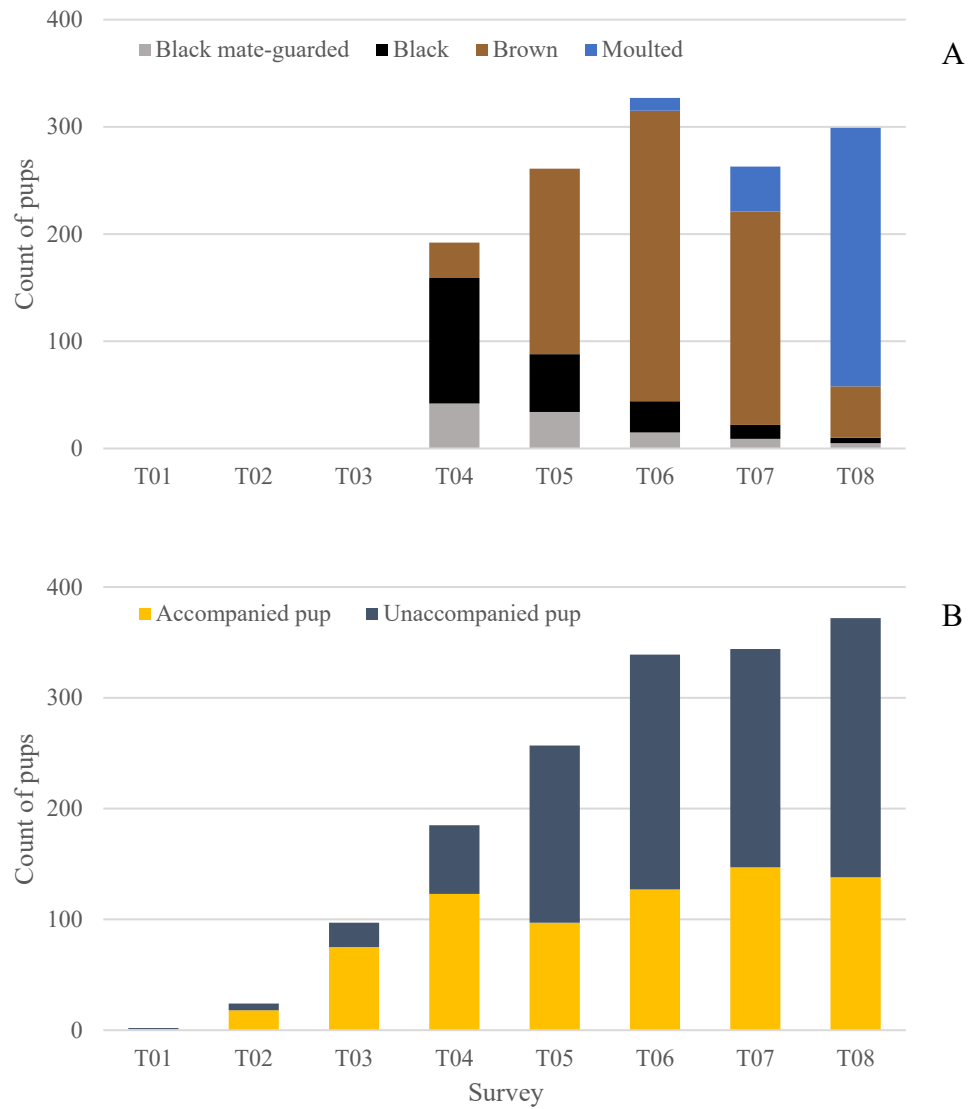 400
Black mate-guarded Black Brown Moulted
A
300
200
100
0
Count of pups
T01 T02 T03 T04 T05 T06 T07 T08
400
Accompanied pup Unaccompanied pup
B
300
200
100
0
Count of pups
T01 T02 T03 T04 T05 T06 T07 T08
Survey